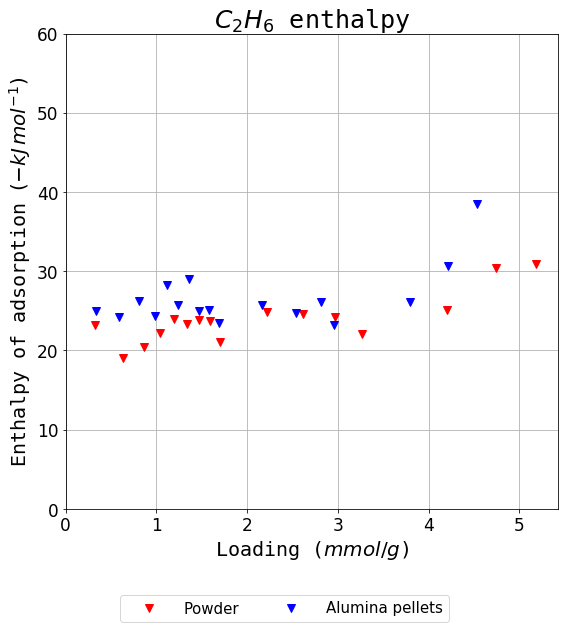 C₂H₆ enthalpy
Enthalpy of adsorption (−kJ mol⁻¹)
60
50
40
30
20
10
0
0 1 2 3 4 5
Loading (mmol/g)
Powder Alumina pellets